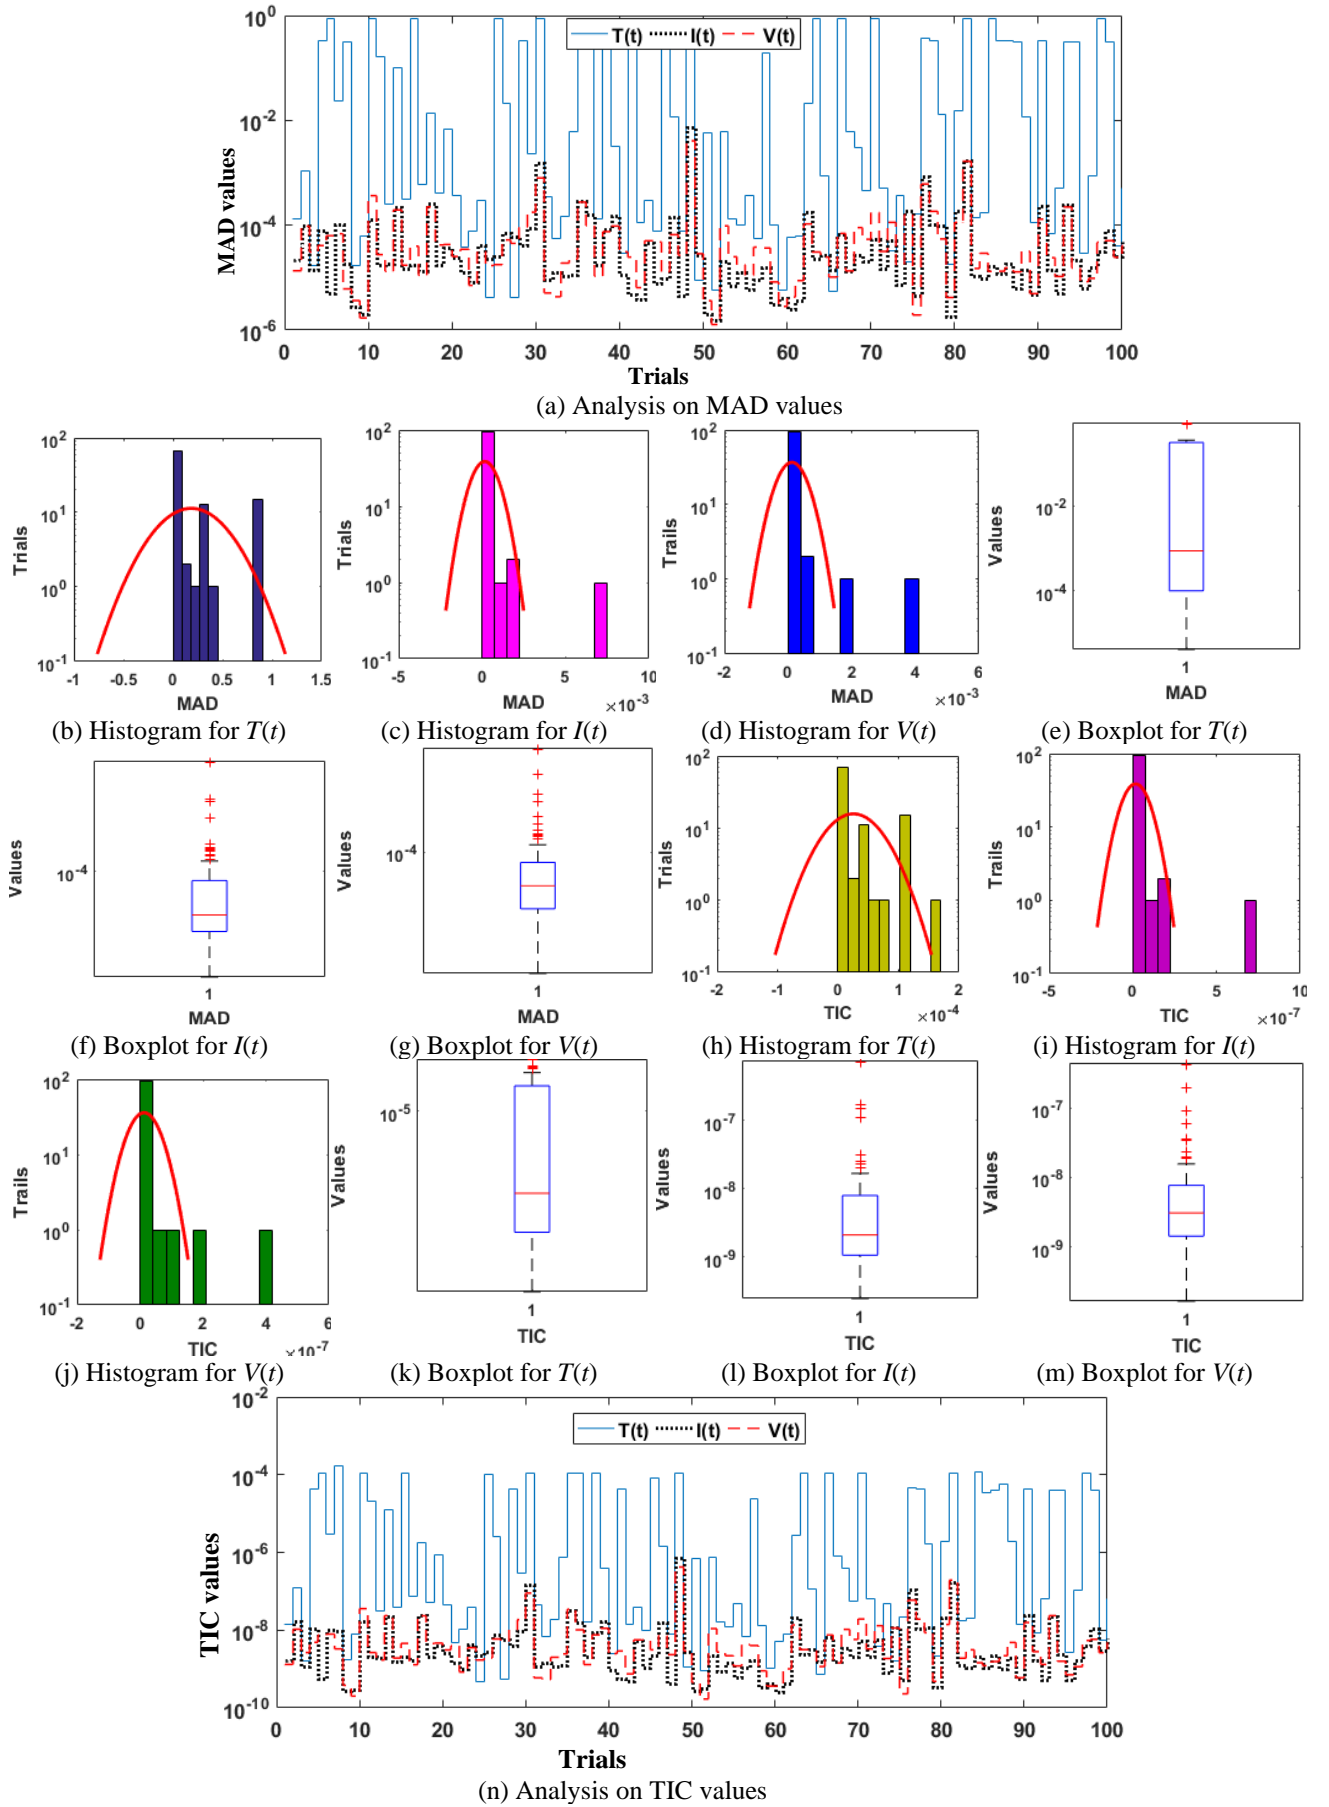 10^0
10^-2
10^-4
10^-6
MAD values
T(t) I(t) V(t)
0 10 20 30 40 50 60 70 80 90 100
Trials
(a) Analysis on MAD values
10^2
10^1
10^0
10^-1
Trials
-1 -0.5 0 0.5 1 1.5
MAD
(b) Histogram for T(t)
10^2
10^1
10^0
10^-1
Trials
-5 0 5 10
×10^-3
MAD
(c) Histogram for I(t)
10^2
10^1
10^0
10^-1
Trails
-2 0 2 4 6
×10^-3
MAD
(d) Histogram for V(t)
Values
10^-2
10^-4
1
MAD
(e) Boxplot for T(t)
Values
10^-4
1
MAD
(f) Boxplot for I(t)
Values
10^-4
1
MAD
(g) Boxplot for V(t)
10^2
10^1
10^0
10^-1
Trials
-2 -1 0 1 2
×10^-4
TIC
(h) Histogram for T(t)
10^2
10^1
10^0
10^-1
Trails
-5 0 5 10
×10^-7
TIC
(i) Histogram for I(t)
10^2
10^1
10^0
10^-1
Trails
-2 0 2 4 6
×10^-7
TIC
(j) Histogram for V(t)
Values
10^-5
1
TIC
(k) Boxplot for T(t)
Values
10^-7
10^-8
10^-9
1
TIC
(l) Boxplot for I(t)
Values
10^-7
10^-8
10^-9
1
TIC
(m) Boxplot for V(t)
10^-2
10^-4
10^-6
10^-8
10^-10
TIC values
T(t) I(t) V(t)
0 10 20 30 40 50 60 70 80 90 100
Trials
(n) Analysis on TIC values